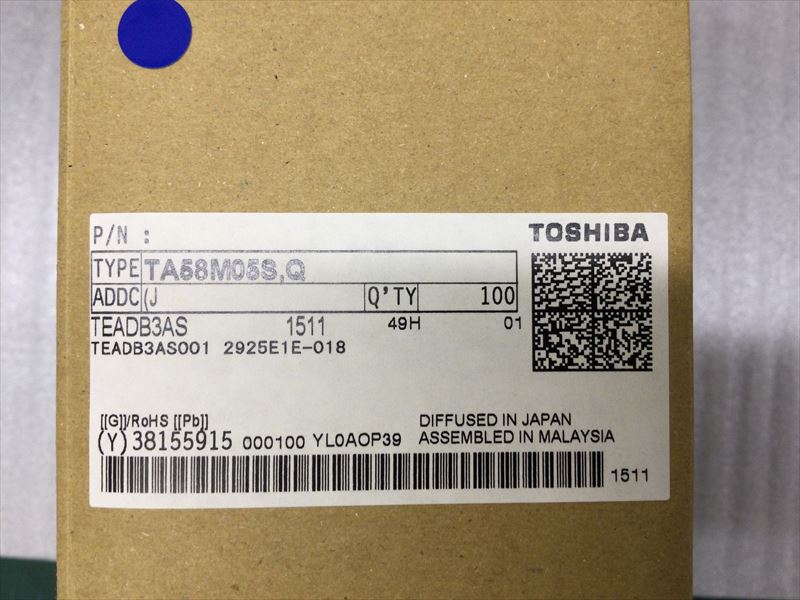 P/N :
TOSHIBA
TYPE TA58M05S,Q
ADDC (J Q'TY 100
TEADB3AS 1511 49H 01
TEADB3AS001 2925E1E-018
[[G]]/RoHS [[Pb]]
(Y)38155915 000100 YL0AOP39
DIFFUSED IN JAPAN
ASSEMBLED IN MALAYSIA
1511